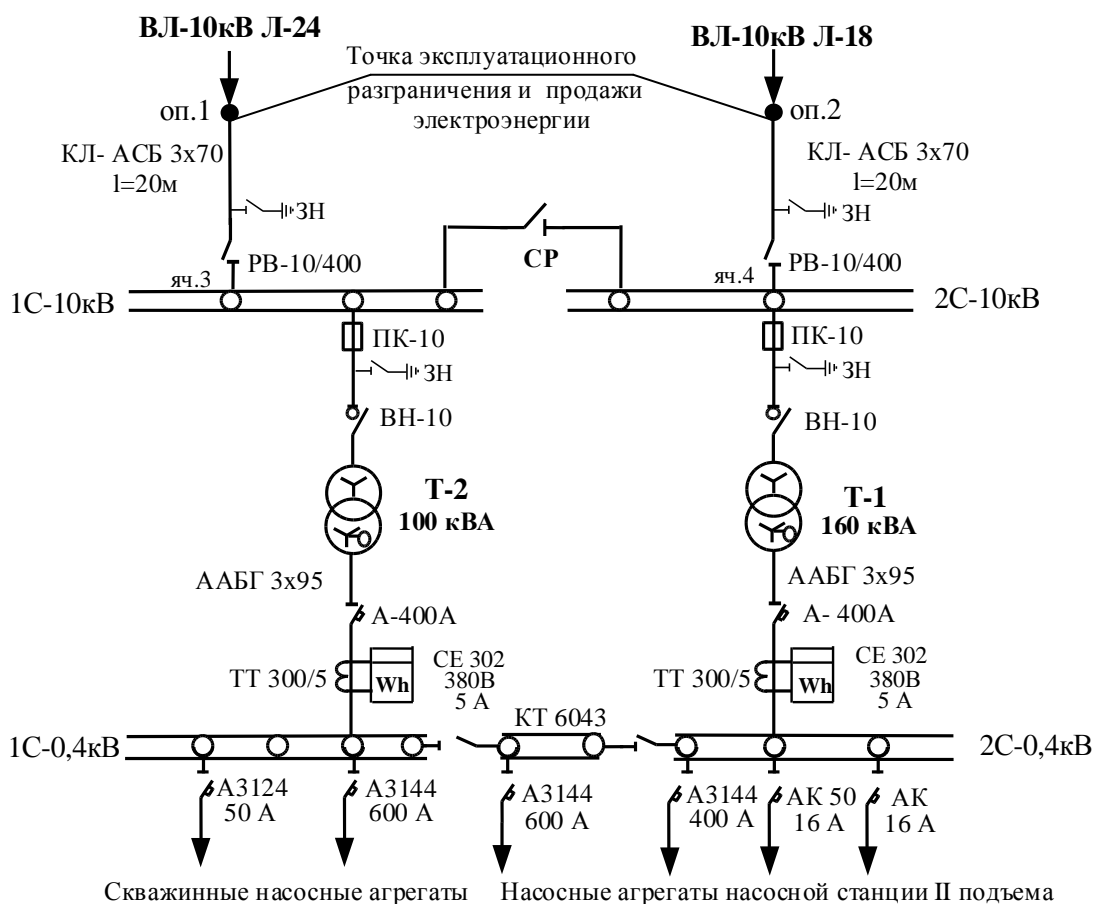 ВЛ-10кВ Л-24
ВЛ-10кВ Л-18
Точка эксплуатационного
разграничения и продажи
электроэнергии
оп.1
оп.2
КЛ- АСБ 3х70
l=20м
КЛ- АСБ 3х70
l=20м
ЗН
ЗН
СР
РВ-10/400
РВ-10/400
яч.3
яч.4
1С-10кВ
2С-10кВ
ПК-10
ПК-10
ЗН
ЗН
ВН-10
ВН-10
Т-2
100 кВА
Т-1
160 кВА
ААБГ 3х95
ААБГ 3х95
А-400А
А- 400А
ТТ 300/5
Wh
СЕ 302
380В
5 А
ТТ 300/5
Wh
СЕ 302
380В
5 А
КТ 6043
1С-0,4кВ
2С-0,4кВ
А3124
50 А
А3144
600 А
А3144
600 А
А3144
400 А
АК 50
16 А
АК
16 А
Скважинные насосные агрегаты
Насосные агрегаты насосной станции II подъема